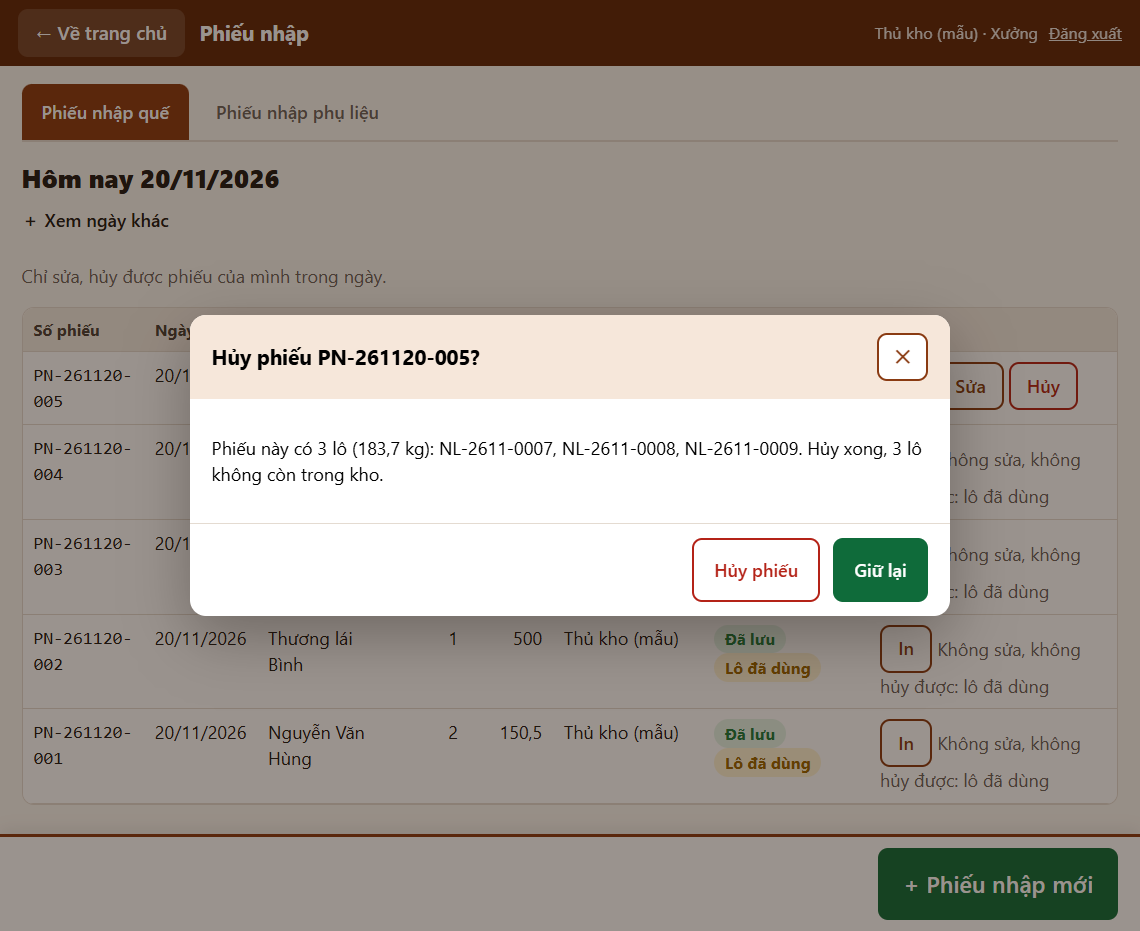 ← Về trang chủ
Phiếu nhập
Thủ kho (mẫu) · Xưởng Đăng xuất
Phiếu nhập quế
Phiếu nhập phụ liệu
Hôm nay 20/11/2026
+ Xem ngày khác
Chỉ sửa, hủy được phiếu của mình trong ngày.
Số phiếu
PN-261120-
005
Sửa
Hủy
Hủy phiếu PN-261120-005?
×
Phiếu này có 3 lô (183,7 kg): NL-2611-0007, NL-2611-0008, NL-2611-0009. Hủy xong, 3 lô
không còn trong kho.
Hủy phiếu
Giữ lại
PN-261120-
004
sửa, không
lô đã dùng
PN-261120-
003
sửa, không
lô đã dùng
PN-261120-
002
20/11/2026
Thương lái
Bình
1
500
Thủ kho (mẫu)
Đã lưu
Lô đã dùng
In
Không sửa, không
hủy được: lô đã dùng
PN-261120-
001
20/11/2026
Nguyễn Văn
Hùng
2
150,5
Thủ kho (mẫu)
Đã lưu
Lô đã dùng
In
Không sửa, không
hủy được: lô đã dùng
+ Phiếu nhập mới